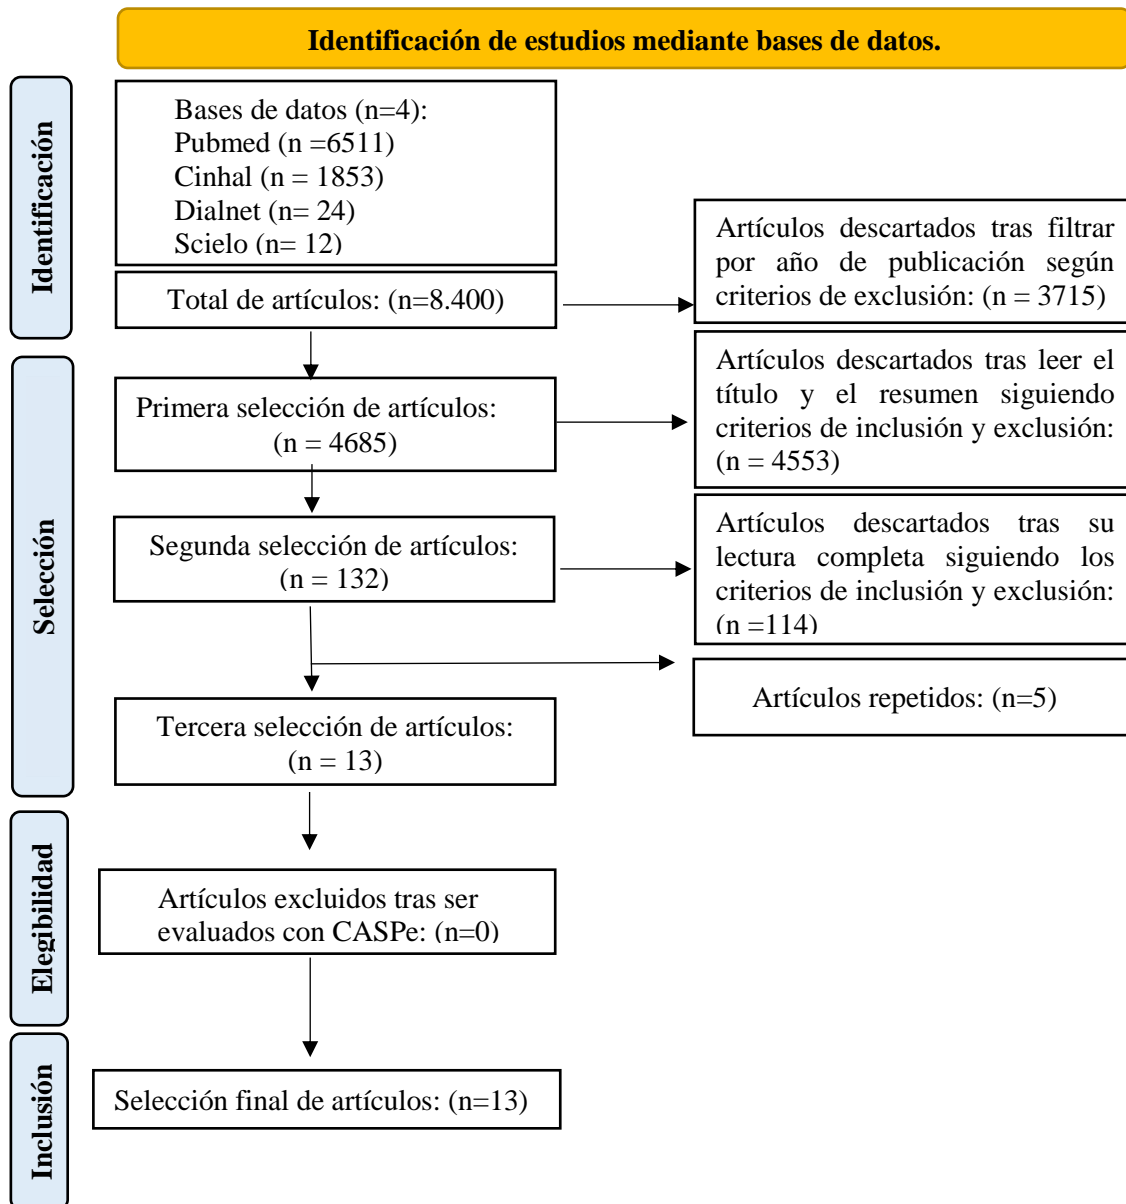 Identificación de estudios mediante bases de datos.
Identificación
Bases de datos (n=4):
Pubmed (n =6511)
Cinhal (n = 1853)
Dialnet (n= 24)
Scielo (n= 12)
Total de artículos: (n=8.400)
Artículos descartados tras filtrar
por año de publicación según
criterios de exclusión: (n = 3715)
Selección
Primera selección de artículos:
(n = 4685)
Artículos descartados tras leer el
título y el resumen siguiendo
criterios de inclusión y exclusión:
(n = 4553)
Segunda selección de artículos:
(n = 132)
Artículos descartados tras su
lectura completa siguiendo los
criterios de inclusión y exclusión:
(n =114)
Artículos repetidos: (n=5)
Tercera selección de artículos:
(n = 13)
Elegibilidad
Artículos excluidos tras ser
evaluados con CASPe: (n=0)
Inclusión
Selección final de artículos: (n=13)